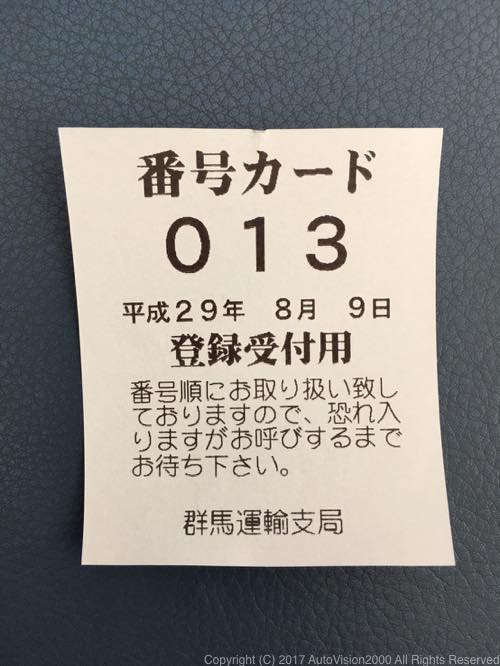 番号カード
013
平成29年　8月　9日
登録受付用
番号順にお取り扱い致し
ておりますので、恐れ入
りますがお呼びするまで
お待ち下さい。
群馬運輸支局
Copyright (C) 2017 AutoVision2000 All Rights Reserved